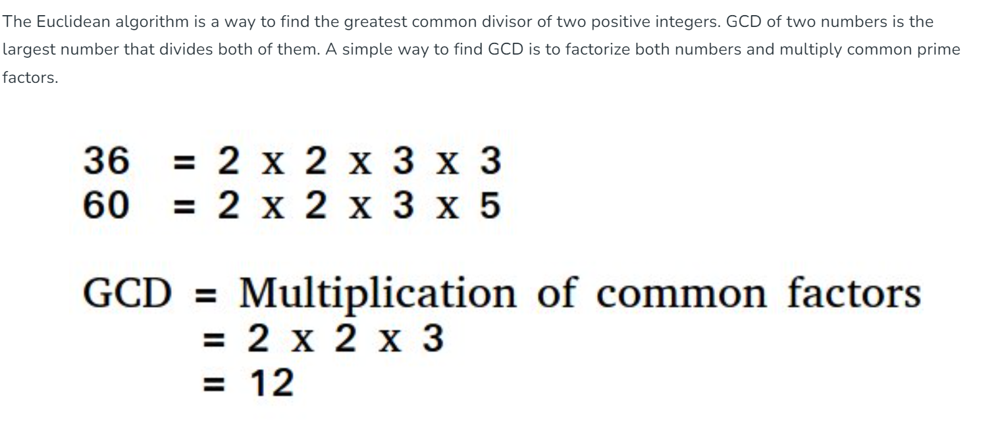 The Euclidean algorithm is a way to find the greatest common divisor of two positive integers. GCD of two numbers is the
largest number that divides both of them. A simple way to find GCD is to factorize both numbers and multiply common prime
factors.
36 = 2 x 2 x 3 x 3
60 = 2 x 2 x 3 x 5
GCD = Multiplication of common factors
= 2 x 2 x 3
= 12